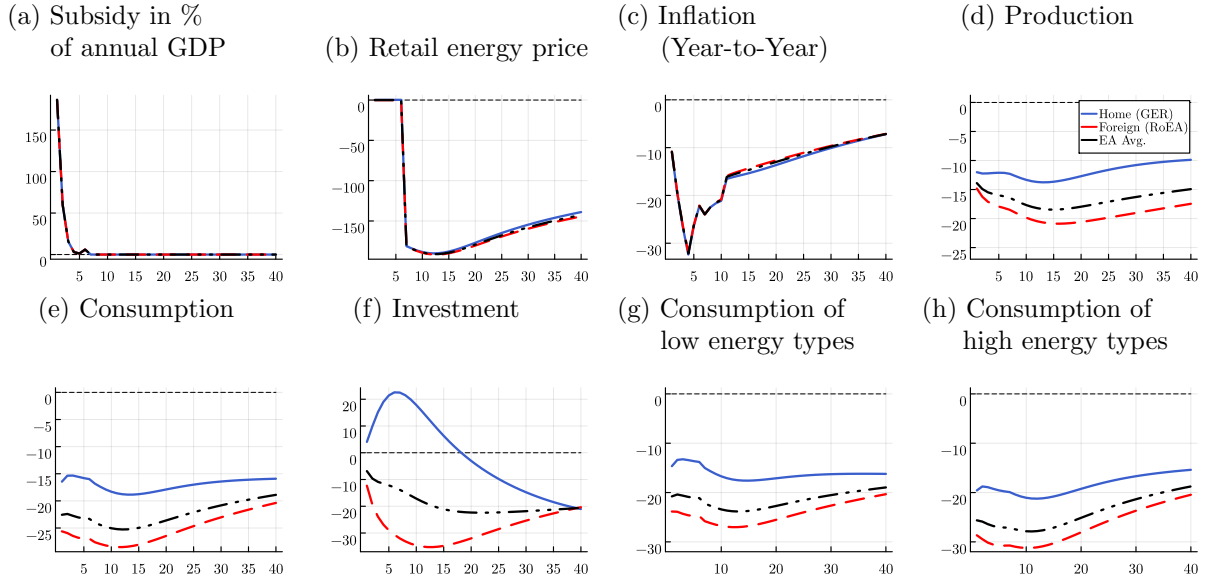 (a) Subsidy in %
of annual GDP
(b) Retail energy price
(c) Inflation
(Year-to-Year)
(d) Production
150
100
50
0
5 10 15 20 25 30 35 40
0
−50
−100
−150
5 10 15 20 25 30 35 40
0
−10
−20
−30
5 10 15 20 25 30 35 40
0
−5
−10
−15
−20
−25
5 10 15 20 25 30 35 40
Home (GER)
Foreign (RoEA)
EA Avg.
(e) Consumption
(f) Investment
(g) Consumption of
low energy types
(h) Consumption of
high energy types
0
−5
−10
−15
−20
−25
5 10 15 20 25 30 35 40
20
10
0
−10
−20
−30
5 10 15 20 25 30 35 40
0
−10
−20
−30
10 20 30 40
0
−10
−20
−30
10 20 30 40